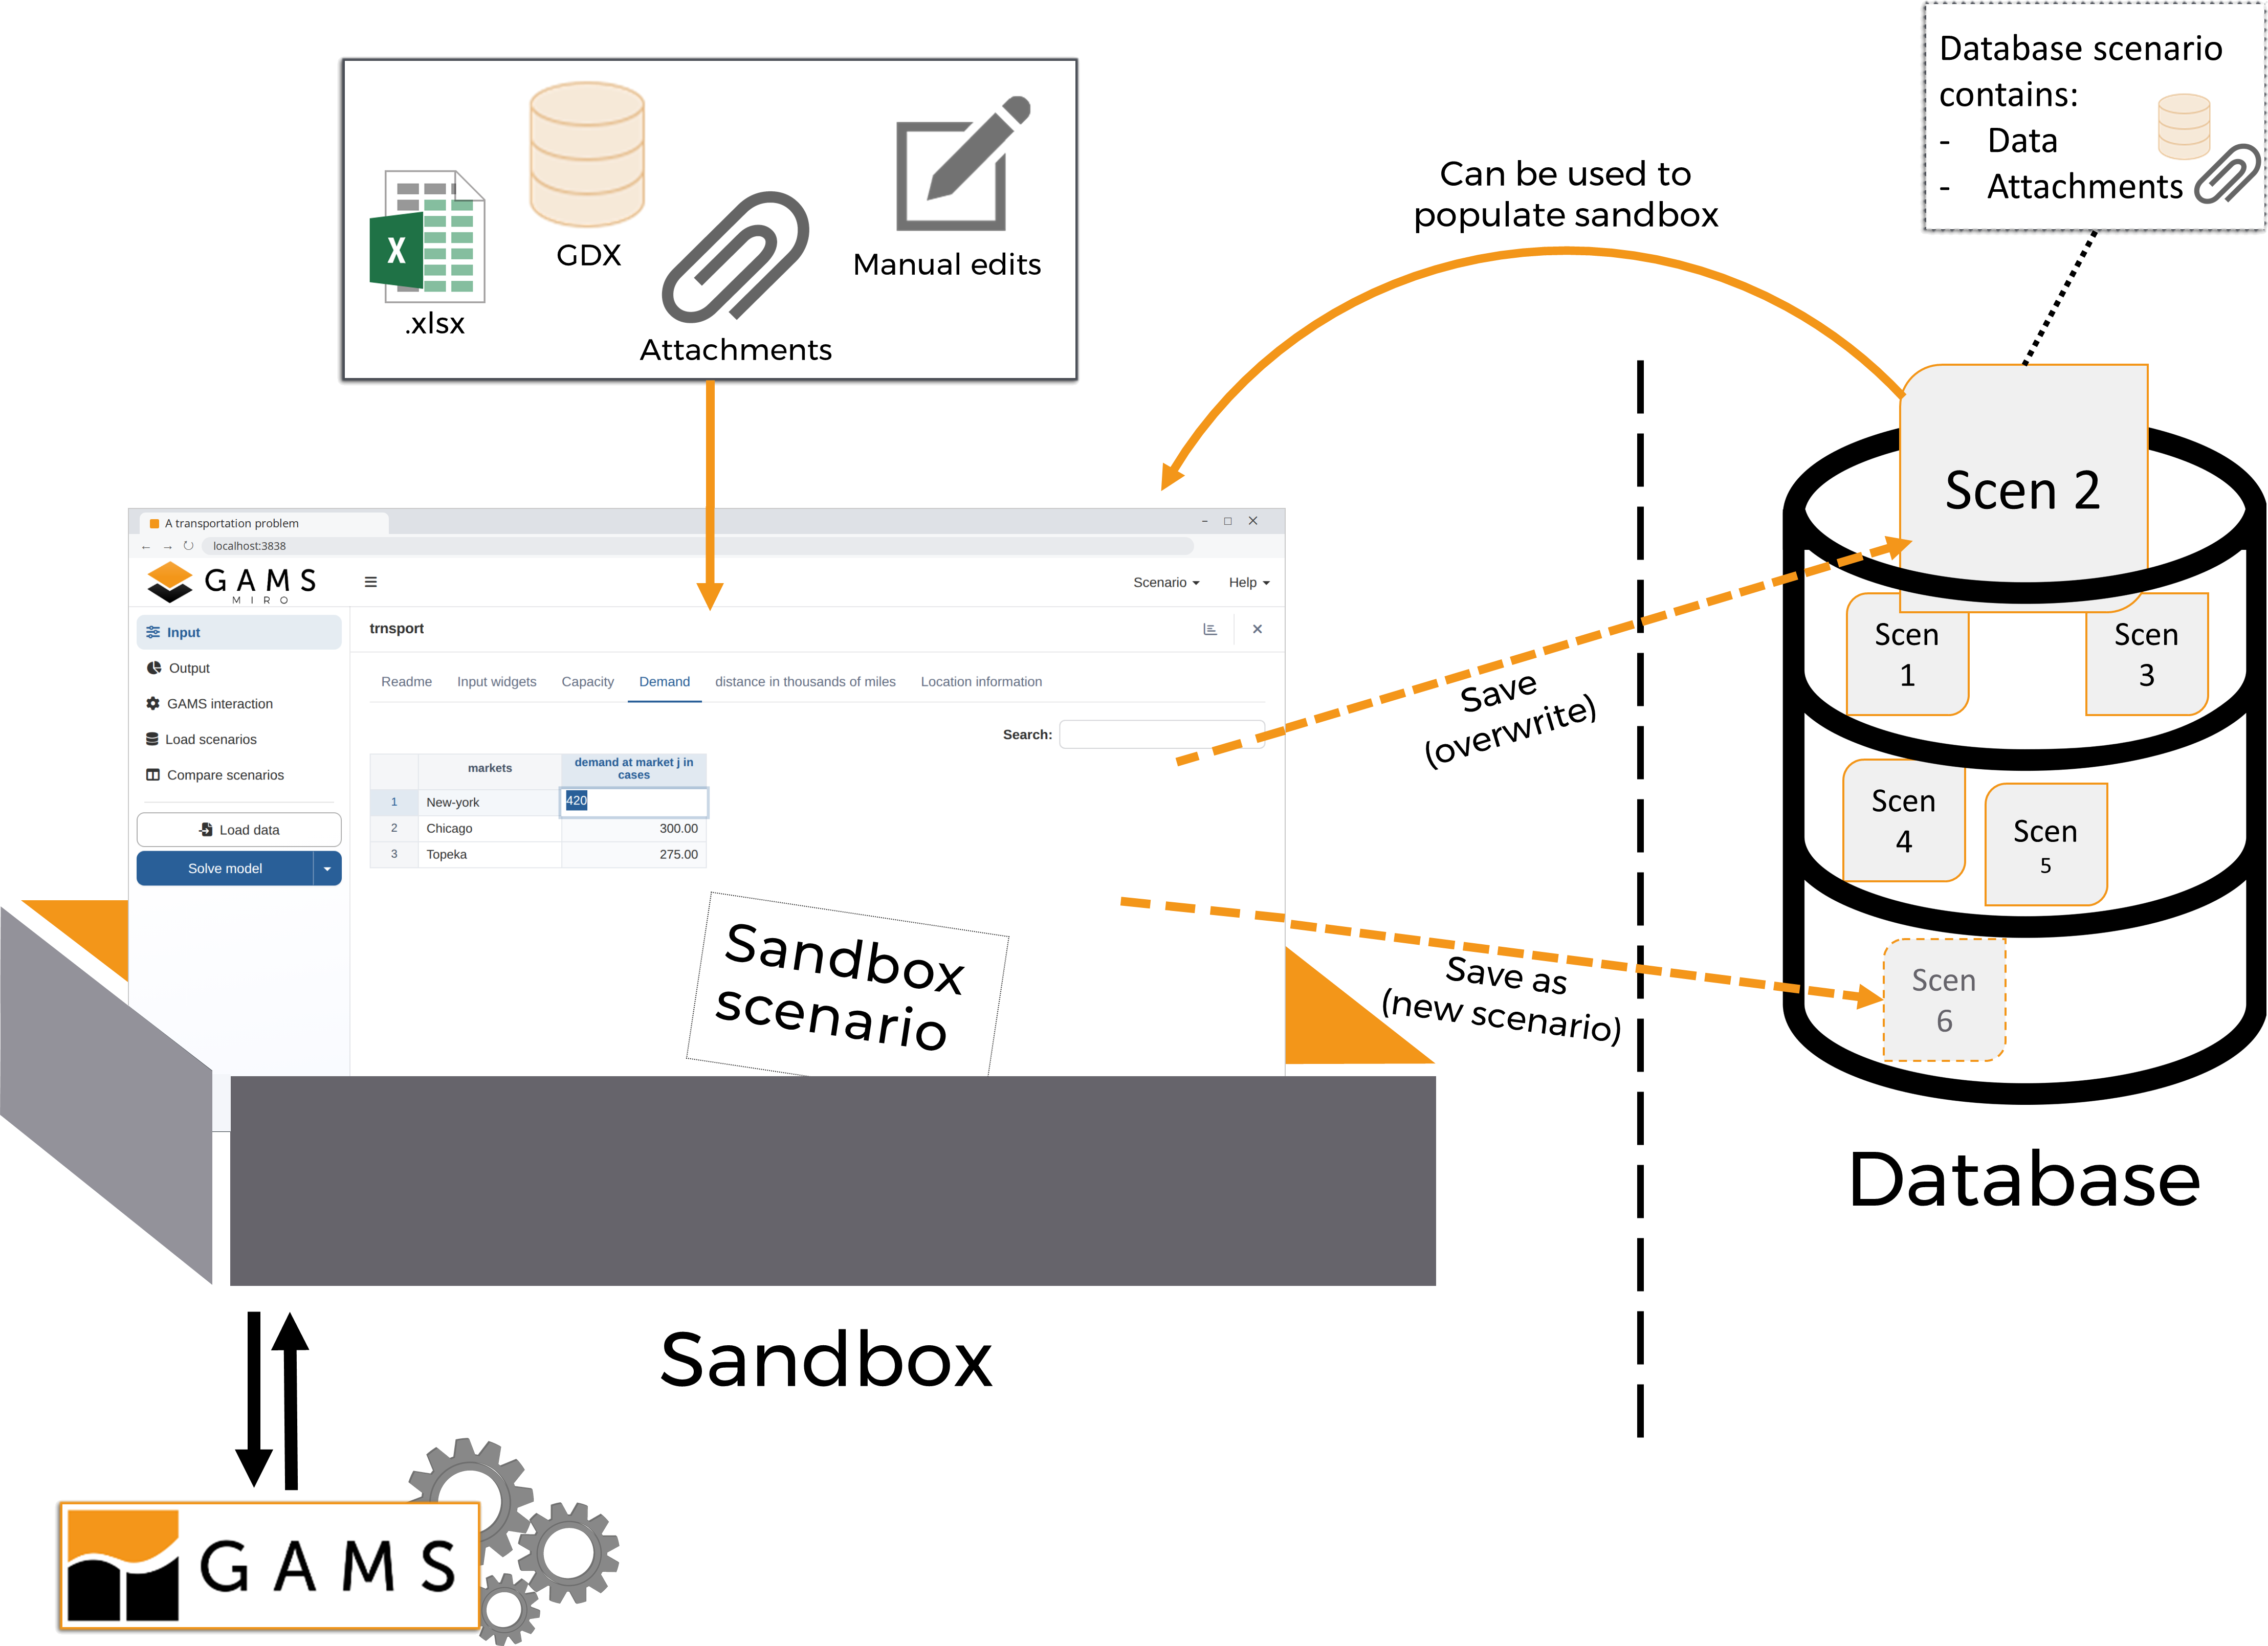 Database scenario
contains:
- Data
- Attachments
X
.xlsx
GDX
Attachments
Manual edits
Can be used to
populate sandbox
A transportation problem
localhost:3838
GAMS
MIRO
Scenario
Help
Input
Output
GAMS interaction
Load scenarios
Compare scenarios
Load data
Solve model
trnsport
Readme Input widgets Capacity Demand distance in thousands of miles Location information
Search:
markets demand at market j in
cases
1 New-york 420
2 Chicago 300.00
3 Topeka 275.00
Sandbox
scenario
Save
(overwrite)
Save as
(new scenario)
Scen 2
Scen
1
Scen
3
Scen
4
Scen
5
Scen
6
Database
Sandbox
GAMS